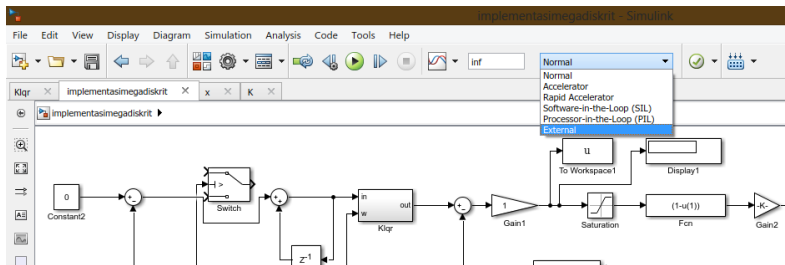 implementasimegadiskrit - Simulink
File Edit View Display Diagram Simulation Analysis Code Tools Help
inf Normal
Normal
Accelerator
Rapid Accelerator
Software-in-the-Loop (SIL)
Processor-in-the-Loop (PIL)
External
Klqr implementasimegadiskrit x K
implementasimegadiskrit
u
To Workspace1 Display1
0
Constant2
Switch
in
out
w
Klqr
1
Gain1
Saturation
(1-u(1))
Fcn
-K-
Gain2
z-1